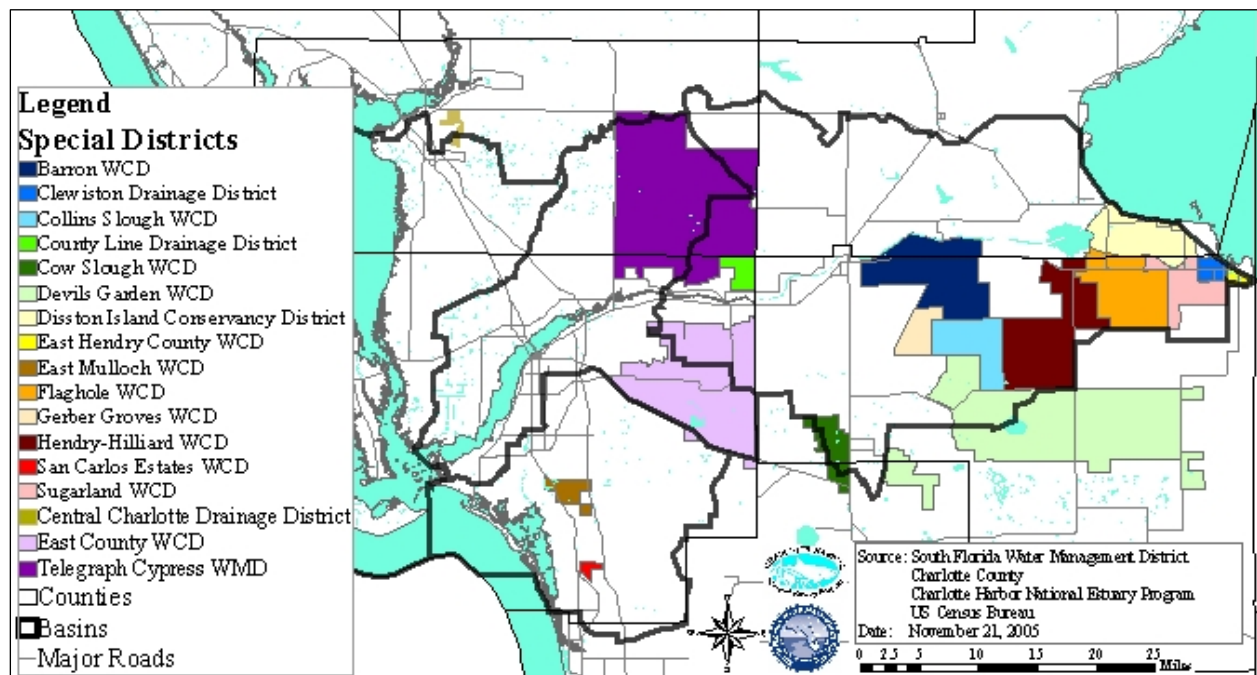 Legend
Special Districts
Barron WCD
Clewiston Drainage District
Collins Slough WCD
County Line Drainage District
Cow Slough WCD
Devils Garden WCD
Disston Island Conservancy District
East Hendry County WCD
East Mulloch WCD
Flaghole WCD
Gerber Groves WCD
Hendry-Hilliard WCD
San Carlos Estates WCD
Sugarland WCD
Central Charlotte Drainage District
East County WCD
Telegraph Cypress WMD
Counties
Basins
Major Roads
Source: South Florida Water Management District
Charlotte County
Charlotte Harbor National Estuary Program
US Census Bureau
Date: November 21, 2005
0 2.5 5 10 15 20 25
Miles